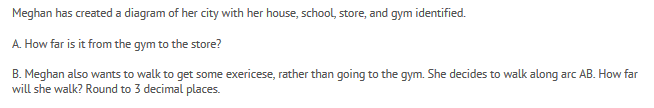 Meghan has created a diagram of her city with her house, school, store, and gym identified.
A. How far is it from the gym to the store?
B. Meghan also wants to walk to get some exericese, rather than going to the gym. She decides to walk along arc AB. How far
will she walk? Round to 3 decimal places.